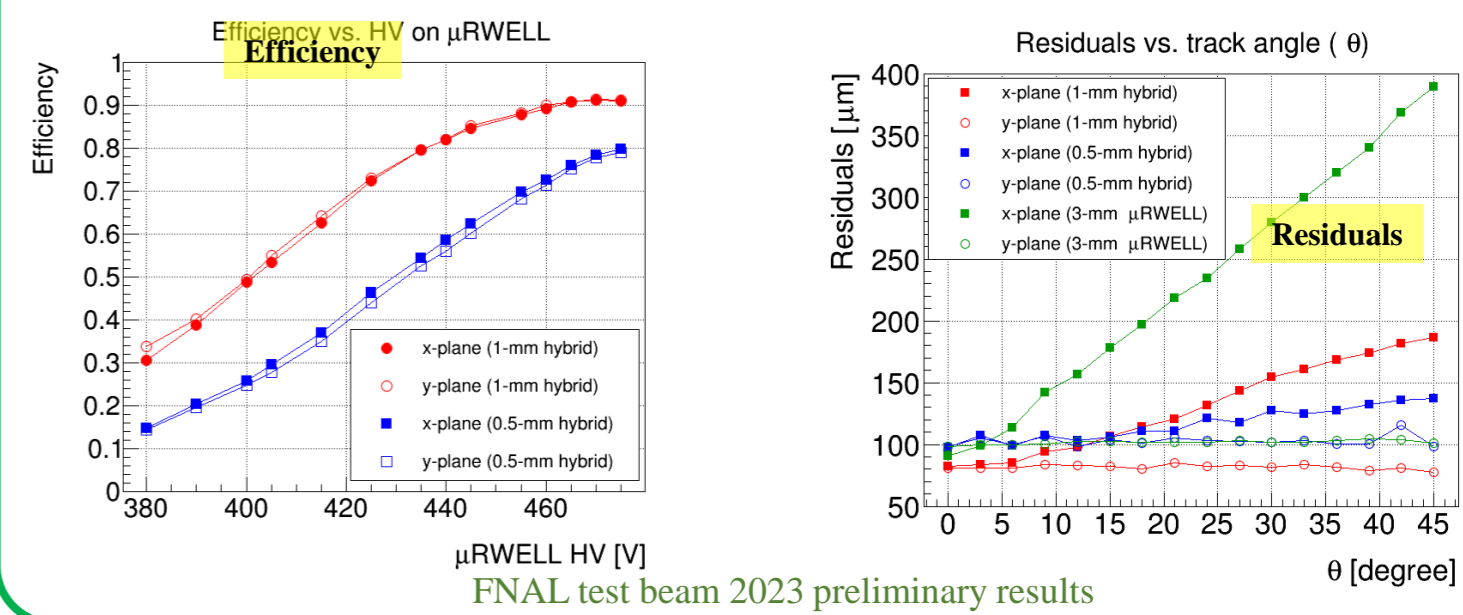 Efficiency vs. HV on μRWELL
Efficiency
Efficiency
1
0.9
0.8
0.7
0.6
0.5
0.4
0.3
0.2
0.1
0
380 400 420 440 460
μRWELL HV [V]
x-plane (1-mm hybrid)
y-plane (1-mm hybrid)
x-plane (0.5-mm hybrid)
y-plane (0.5-mm hybrid)
Residuals vs. track angle ( θ)
Residuals [μm]
400
350
300
250
200
150
100
50
0 5 10 15 20 25 30 35 40 45
θ [degree]
x-plane (1-mm hybrid)
y-plane (1-mm hybrid)
x-plane (0.5-mm hybrid)
y-plane (0.5-mm hybrid)
x-plane (3-mm μRWELL)
y-plane (3-mm μRWELL)
Residuals
FNAL test beam 2023 preliminary results